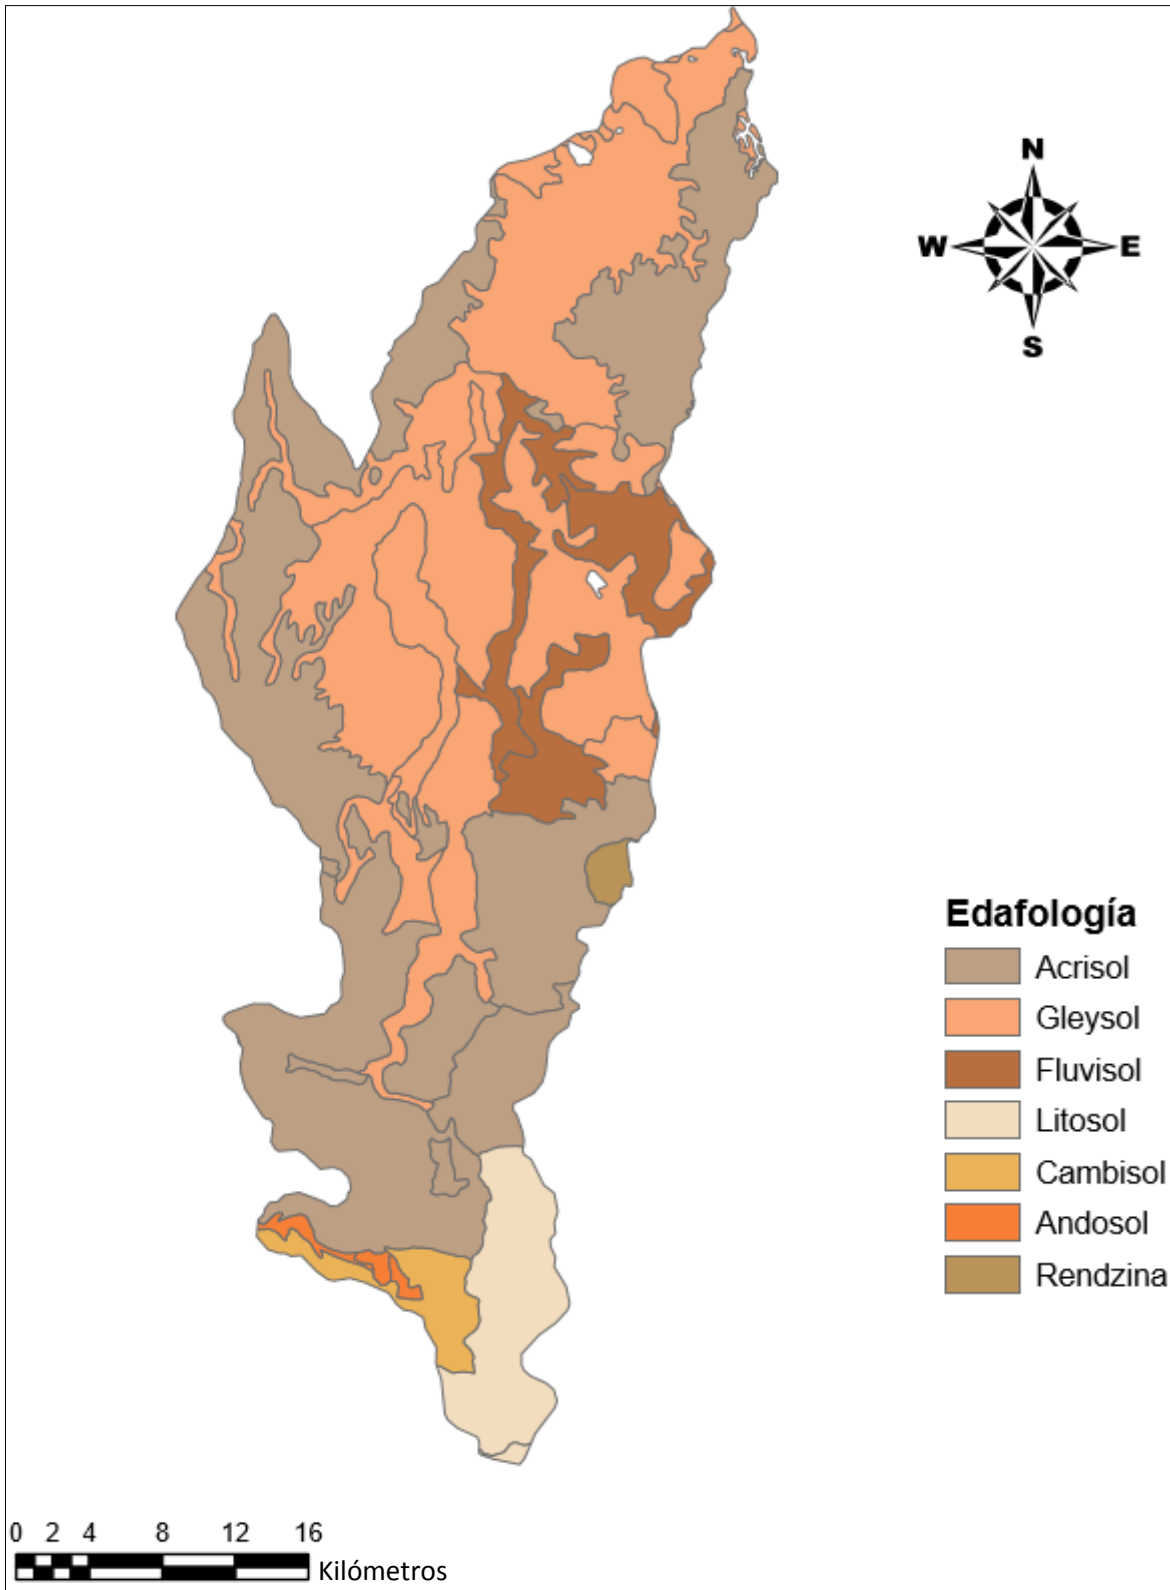 N
W E
S
Edafología
Acrisol
Gleysol
Fluvisol
Litosol
Cambisol
Andosol
Rendzina
0 2 4 8 12 16
Kilómetros